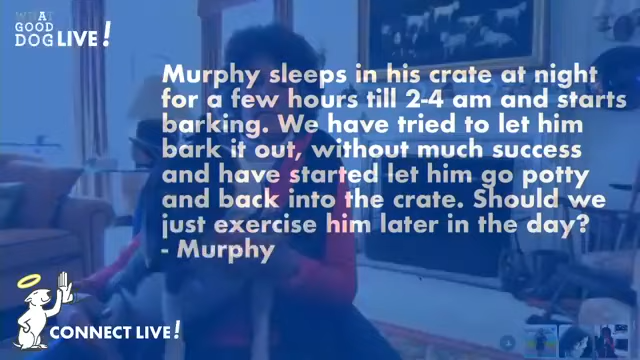 WHAT
A
GOOD
DOG LIVE!
Murphy sleeps in his crate at night
for a few hours till 2-4 am and starts
barking. We have tried to let him
bark it out, without much success
and have started let him go potty
and back into the crate. Should we
just exercise him later in the day?
- Murphy
CONNECT LIVE!